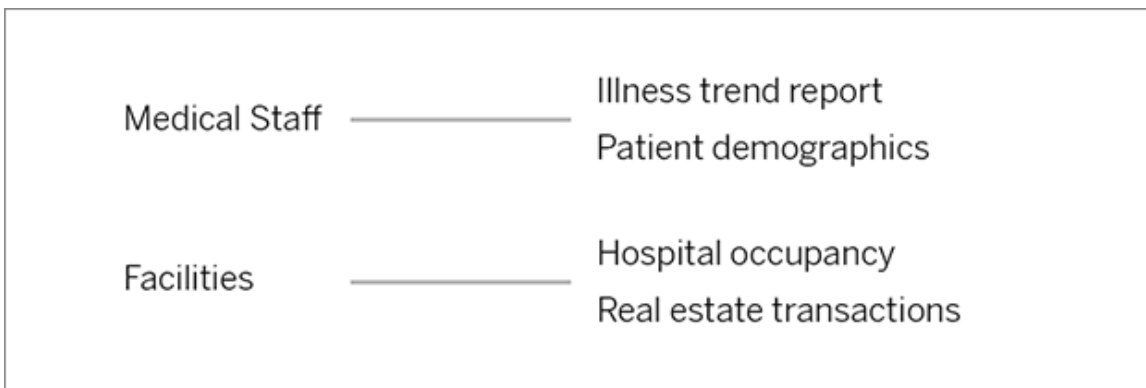 Medical Staff
Illness trend report
Patient demographics
Facilities
Hospital occupancy
Real estate transactions